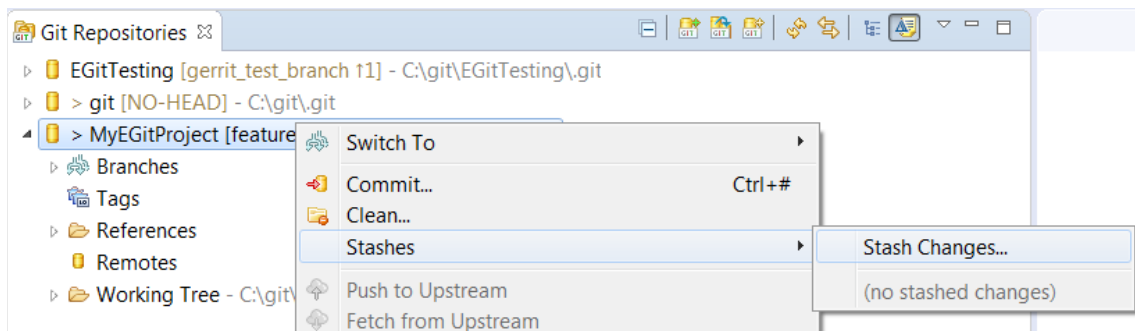 Git Repositories
EGitTesting [gerrit_test_branch ↑1] - C:\git\EGitTesting\.git
> git [NO-HEAD] - C:\git\.git
> MyEGitProject [feature
Switch To
Branches
Commit... Ctrl+#
Tags
Clean...
References
Stashes
Stash Changes...
Remotes
Working Tree - C:\git\
Push to Upstream
(no stashed changes)
Fetch from Upstream